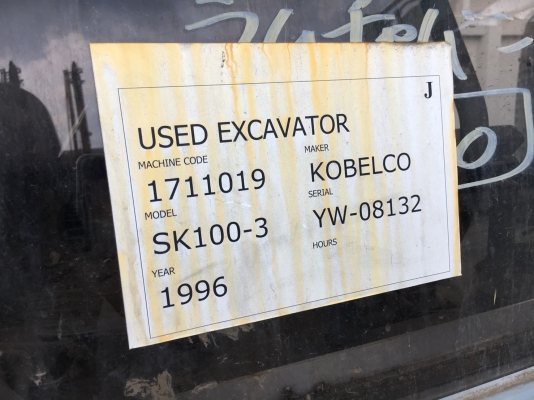 J
USED EXCAVATOR
MACHINE CODE
1711019
MAKER
KOBELCO
MODEL
SK100-3
SERIAL
YW-08132
YEAR
1996
HOURS